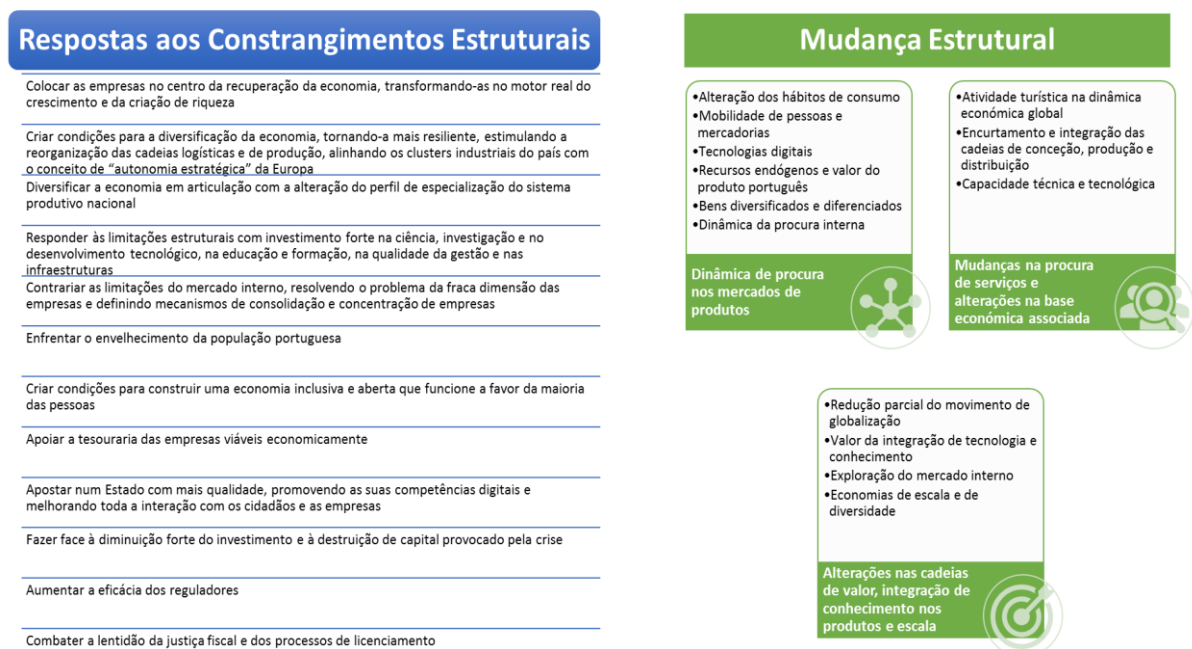 Respostas aos Constrangimentos Estruturais
Colocar as empresas no centro da recuperação da economia, transformando-as no motor real do
crescimento e da criação de riqueza
Criar condições para a diversificação da economia, tornando-a mais resiliente, estimulando a
reorganização das cadeias logísticas e de produção, alinhando os clusters industriais do país com
o conceito de “autonomia estratégica” da Europa
Diversificar a economia em articulação com a alteração do perfil de especialização do sistema
produtivo nacional
Responder às limitações estruturais com investimento forte na ciência, investigação e no
desenvolvimento tecnológico, na educação e formação, na qualidade da gestão e nas
infraestruturas
Contrariar as limitações do mercado interno, resolvendo o problema da fraca dimensão das
empresas e definindo mecanismos de consolidação e concentração de empresas
Enfrentar o envelhecimento da população portuguesa
Criar condições para construir uma economia inclusiva e aberta que funcione a favor da maioria
das pessoas
Apoiar a tesouraria das empresas viáveis economicamente
Apostar num Estado com mais qualidade, promovendo as suas competências digitais e
melhorando toda a interação com os cidadãos e as empresas
Fazer face à diminuição forte do investimento e à destruição de capital provocado pela crise
Aumentar a eficácia dos reguladores
Combater a lentidão da justiça fiscal e dos processos de licenciamento
Mudança Estrutural
•Alteração dos hábitos de consumo
•Mobilidade de pessoas e
mercadorias
•Tecnologias digitais
•Recursos endógenos e valor do
produto português
•Bens diversificados e diferenciados
•Dinâmica da procura interna
Dinâmica de procura
nos mercados de
produtos
•Atividade turística na dinâmica
económica global
•Encurtamento e integração das
cadeias de conceção, produção e
distribuição
•Capacidade técnica e tecnológica
Mudanças na procura
de serviços e
alterações na base
económica associada
•Redução parcial do movimento de
globalização
•Valor da integração de tecnologia e
conhecimento
•Exploração do mercado interno
•Economias de escala e de
diversidade
Alterações nas cadeias
de valor, integração de
conhecimento nos
produtos e escala